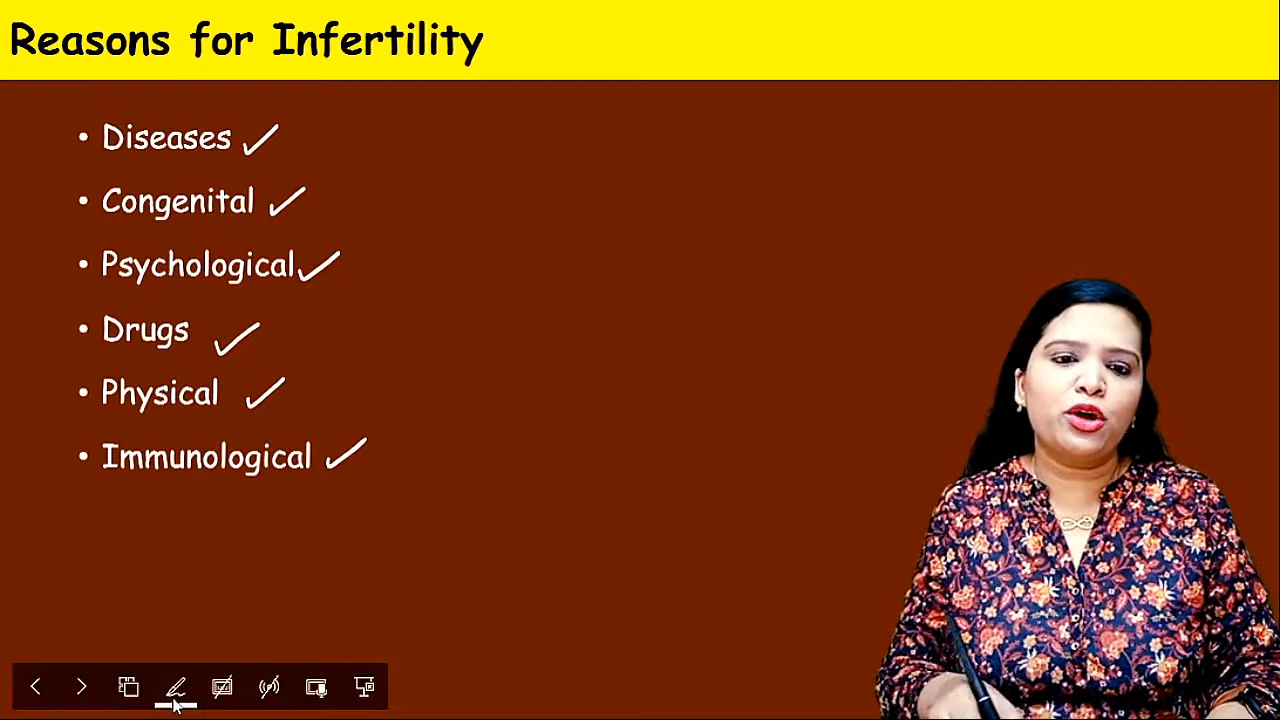 Reasons for Infertility
• Diseases ✓
• Congenital ✓
• Psychological ✓
• Drugs ✓
• Physical ✓
• Immunological ✓